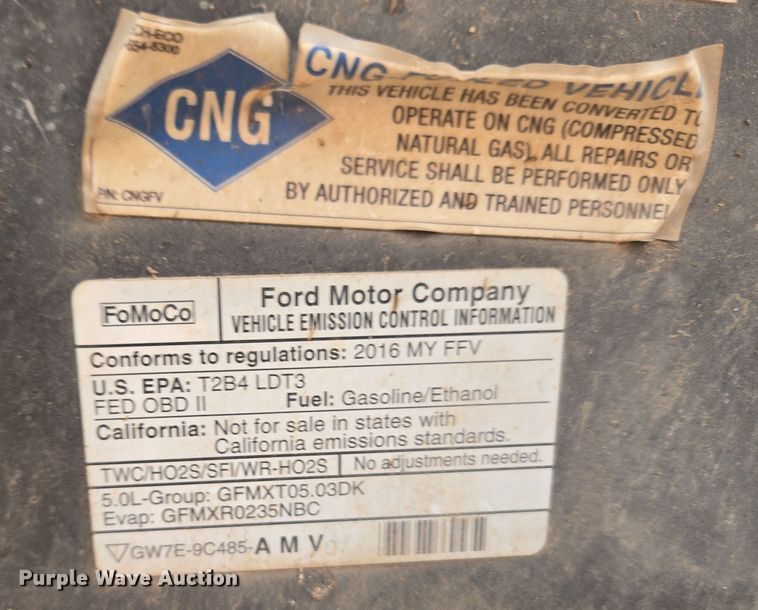 -ECO
854-8300
CNG
P/N: CNGFV
CNG FUELED VEHICL
THIS VEHICLE HAS BEEN CONVERTED TO
OPERATE ON CNG (COMPRESSED
NATURAL GAS). ALL REPAIRS OR
SERVICE SHALL BE PERFORMED ONLY
BY AUTHORIZED AND TRAINED PERSONNEL
FoMoCo
Ford Motor Company
VEHICLE EMISSION CONTROL INFORMATION
Conforms to regulations: 2016 MY FFV
U.S. EPA: T2B4 LDT3
FED OBD II Fuel: Gasoline/Ethanol
California: Not for sale in states with
California emissions standards.
TWC/HO2S/SFI/WR-HO2S No adjustments needed.
5.0L-Group: GFMXT05.03DK
Evap: GFMXR0235NBC
GW7E-9C485-A M V
Purple Wave Auction